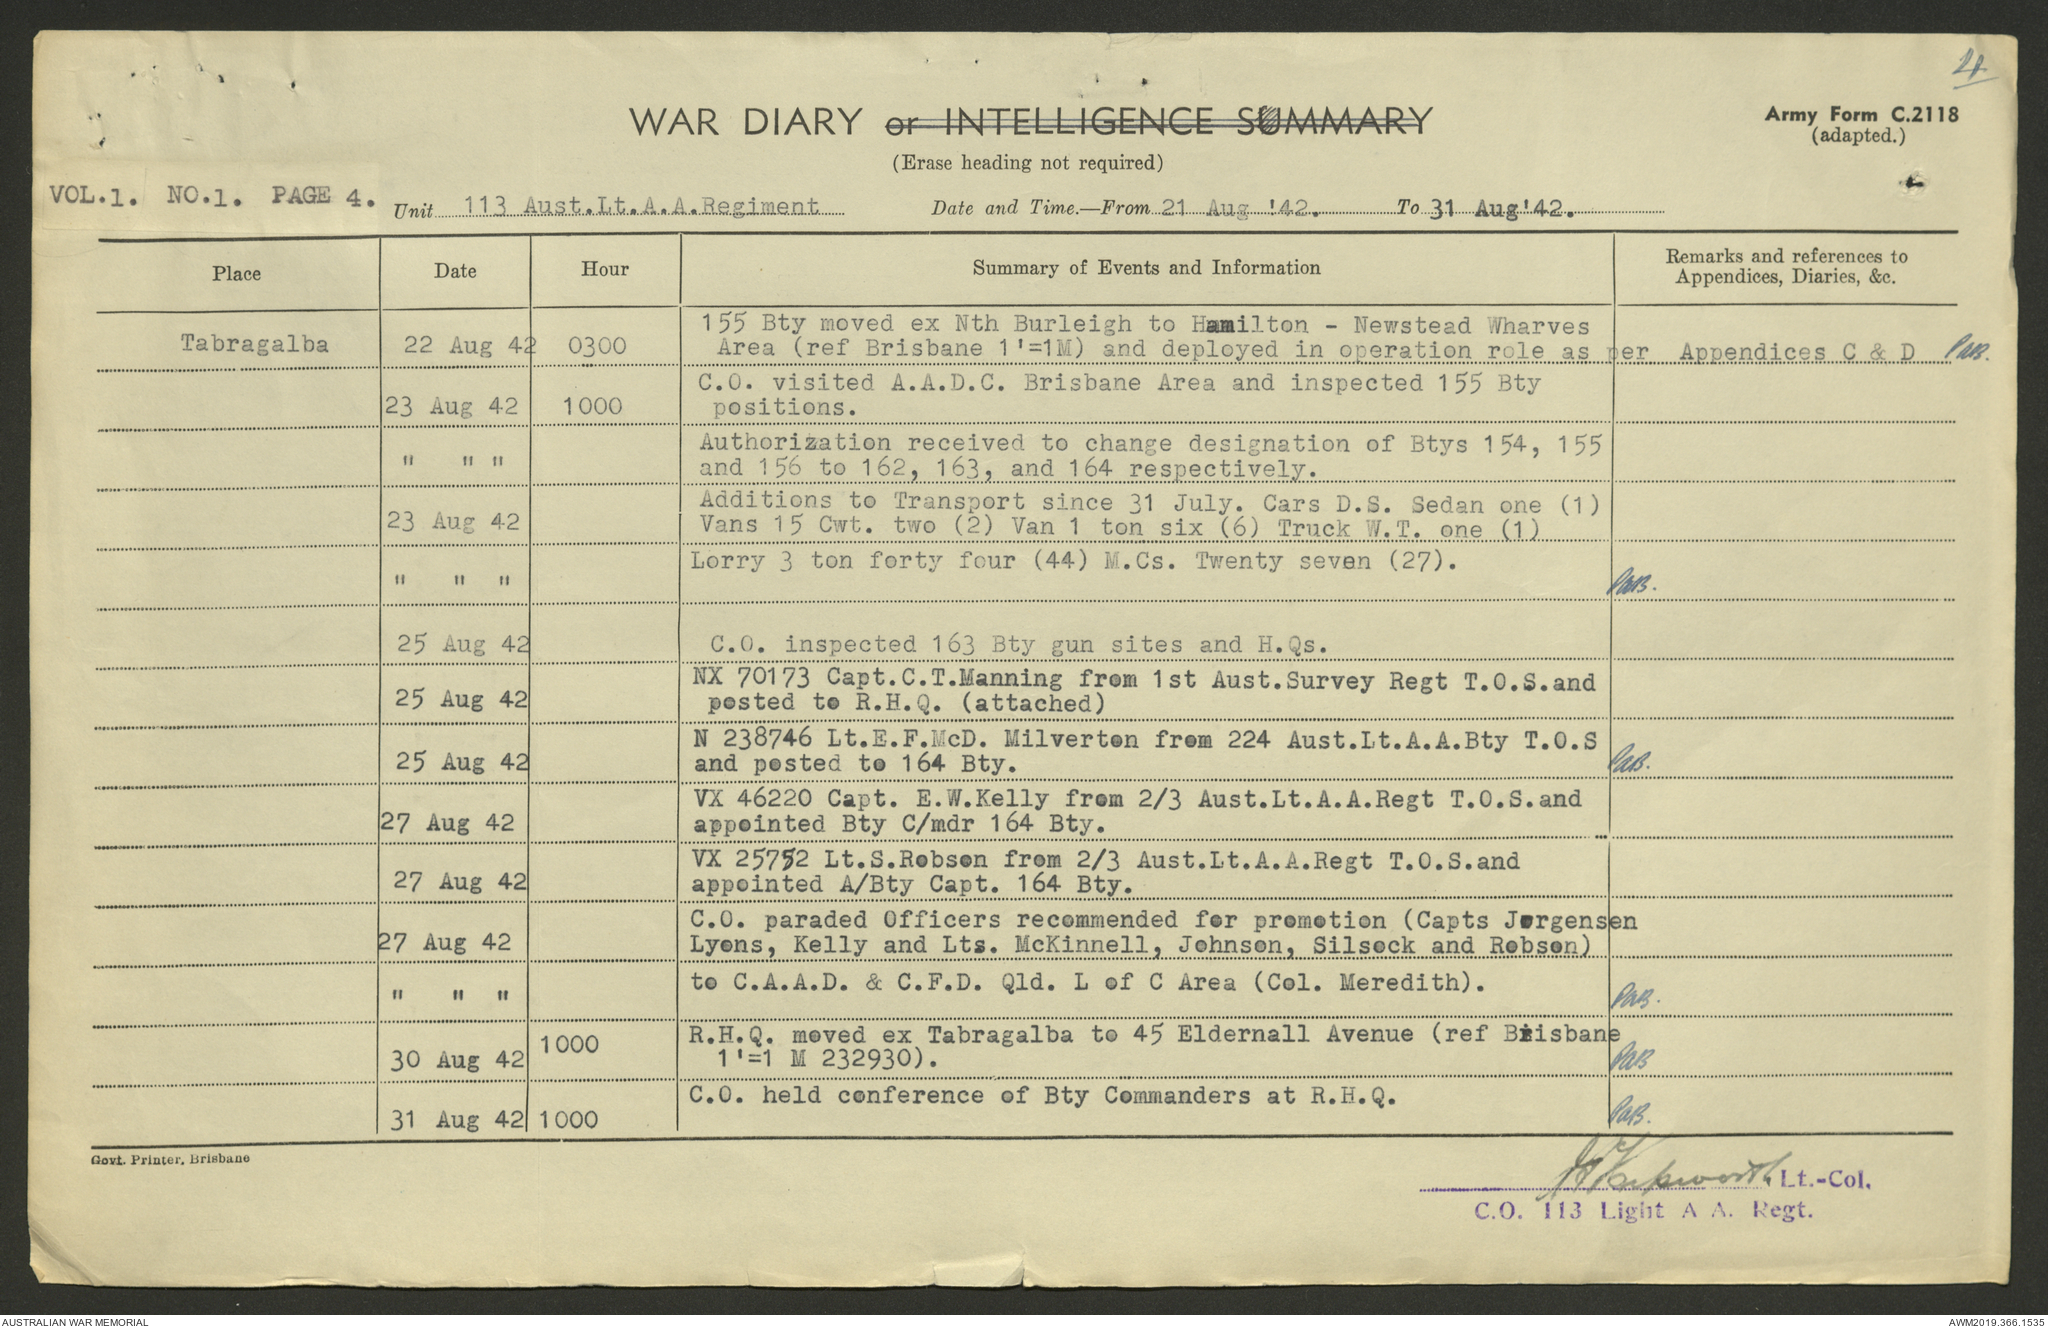 WAR DIARY or INTELLIGENCE SUMMARY
(Erase heading not required)
Army Form C.2118
(adapted.)
VOL.1. NO.1. PAGE 4.
Unit 113 Aust.Lt.A.A.Regiment Date and Time.—From 21 Aug '42. To 31 Aug'42.
Place Date Hour Summary of Events and Information Remarks and references to
Appendices, Diaries, &c.
155 Bty moved ex Nth Burleigh to Hamilton - Newstead Wharves
Tabragalba 22 Aug 42 0300 Area (ref Brisbane 1'=1M) and deployed in operation role as per Appendices C & D PAB.
C.O. visited A.A.D.C. Brisbane Area and inspected 155 Bty
23 Aug 42 1000 positions.
Authorization received to change designation of Btys 154, 155
" " " and 156 to 162, 163, and 164 respectively.
Additions to Transport since 31 July. Cars D.S. Sedan one (1)
23 Aug 42 Vans 15 Cwt. two (2) Van 1 ton six (6) Truck W.T. one (1)
Lorry 3 ton forty four (44) M.Cs. Twenty seven (27).
" " " PAB.
25 Aug 42 C.O. inspected 163 Bty gun sites and H.Qs.
NX 70173 Capt.C.T.Manning from 1st Aust.Survey Regt T.O.S.and
25 Aug 42 posted to R.H.Q. (attached)
N 238746 Lt.E.F.McD. Milverton from 224 Aust.Lt.A.A.Bty T.O.S
25 Aug 42 and posted to 164 Bty. PAB.
VX 46220 Capt. E.W.Kelly from 2/3 Aust.Lt.A.A.Regt T.O.S.and
27 Aug 42 appointed Bty C/mdr 164 Bty.
VX 25752 Lt.S.Robson from 2/3 Aust.Lt.A.A.Regt T.O.S.and
27 Aug 42 appointed A/Bty Capt. 164 Bty.
C.O. paraded Officers recommended for promotion (Capts Jorgensen
27 Aug 42 Lyons, Kelly and Lts. McKinnell, Johnson, Silsock and Robson)
" " " to C.A.A.D. & C.F.D. Qld. L of C Area (Col. Meredith). PAB.
R.H.Q. moved ex Tabragalba to 45 Eldernall Avenue (ref Brisbane
30 Aug 42 1000 1'=1 M 232930). PAB
C.O. held conference of Bty Commanders at R.H.Q.
31 Aug 42 1000 PAB.
Govt. Printer, Brisbane
Lt.-Col.
C.O. 113 Light A A. Regt.
AUSTRALIAN WAR MEMORIAL AWM2019.366.1535